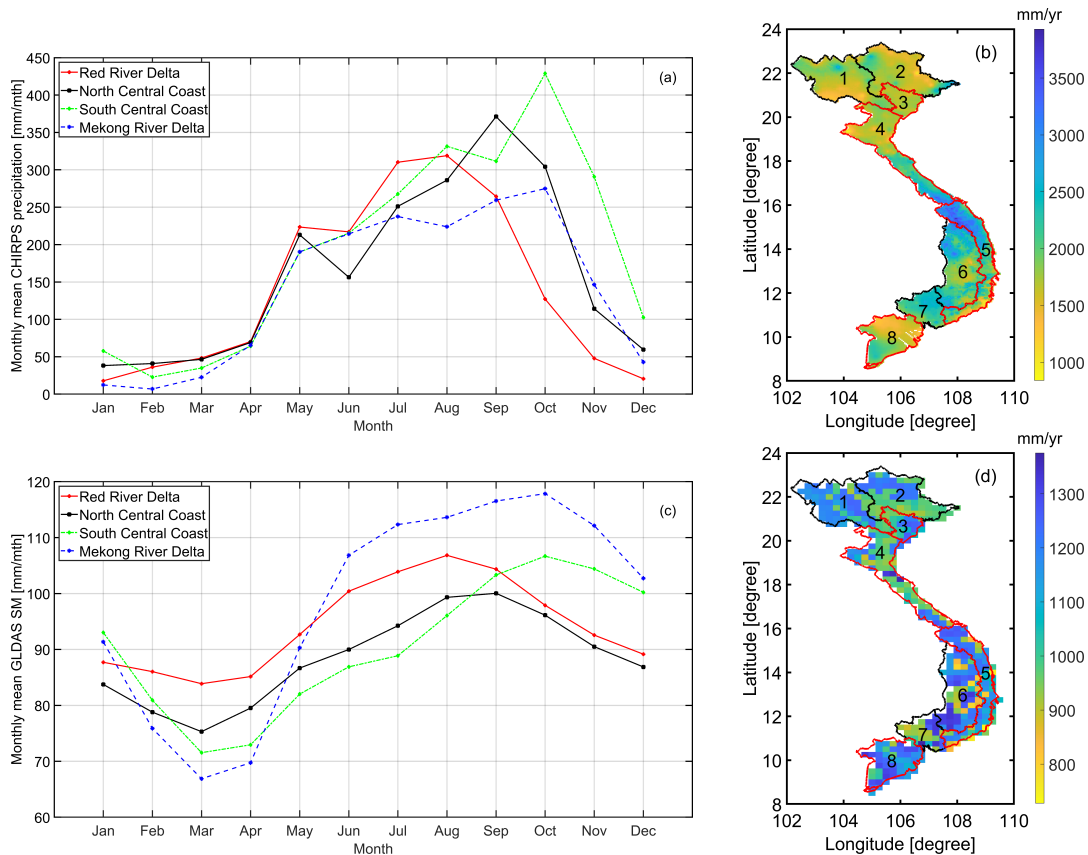 Monthly mean CHIRPS precipitation [mm/mth]
450
400
350
300
250
200
150
100
50
0
Red River Delta
North Central Coast
South Central Coast
Mekong River Delta
(a)
Jan Feb Mar Apr May Jun Jul Aug Sep Oct Nov Dec
Month
mm/yr
(b)
Latitude [degree]
24
22
20
18
16
14
12
10
8
1
2
3
4
5
6
7
8
102 104 106 108 110
Longitude [degree]
3500
3000
2500
2000
1500
1000
Monthly mean GLDAS SM [mm/mth]
120
110
100
90
80
70
60
Red River Delta
North Central Coast
South Central Coast
Mekong River Delta
(c)
Jan Feb Mar Apr May Jun Jul Aug Sep Oct Nov Dec
Month
mm/yr
(d)
Latitude [degree]
24
22
20
18
16
14
12
10
8
1
2
3
4
5
6
7
8
102 104 106 108 110
Longitude [degree]
1300
1200
1100
1000
900
800